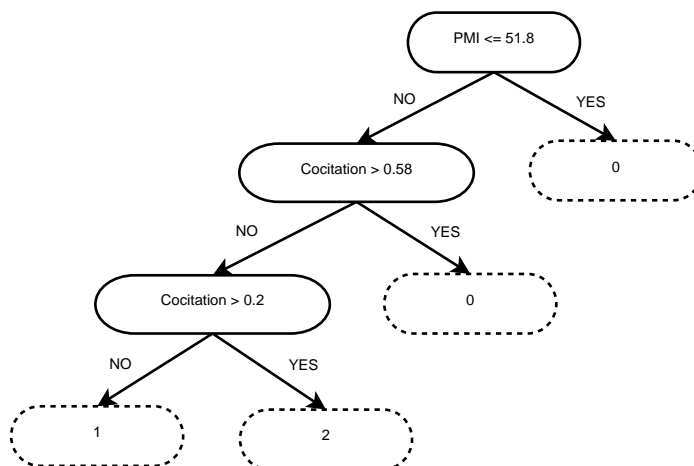 PMI <= 51.8
NO
YES
Cocitation > 0.58
0
NO
YES
Cocitation > 0.2
0
NO
YES
1
2